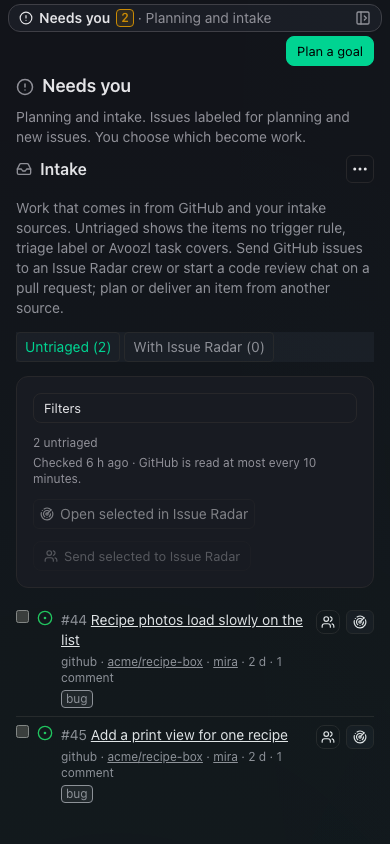 Needs you 2 · Planning and intake
Plan a goal
Needs you
Planning and intake. Issues labeled for planning and
new issues. You choose which become work.
Intake
Work that comes in from GitHub and your intake
sources. Untriaged shows the items no trigger rule,
triage label or Avoozl task covers. Send GitHub issues
to an Issue Radar crew or start a code review chat on a
pull request; plan or deliver an item from another
source.
Untriaged (2) With Issue Radar (0)
Filters
2 untriaged
Checked 6 h ago · GitHub is read at most every 10
minutes.
Open selected in Issue Radar
Send selected to Issue Radar
#44 Recipe photos load slowly on the
list
github · acme/recipe-box · mira · 2 d · 1
comment
bug
#45 Add a print view for one recipe
github · acme/recipe-box · mira · 2 d · 1
comment
bug